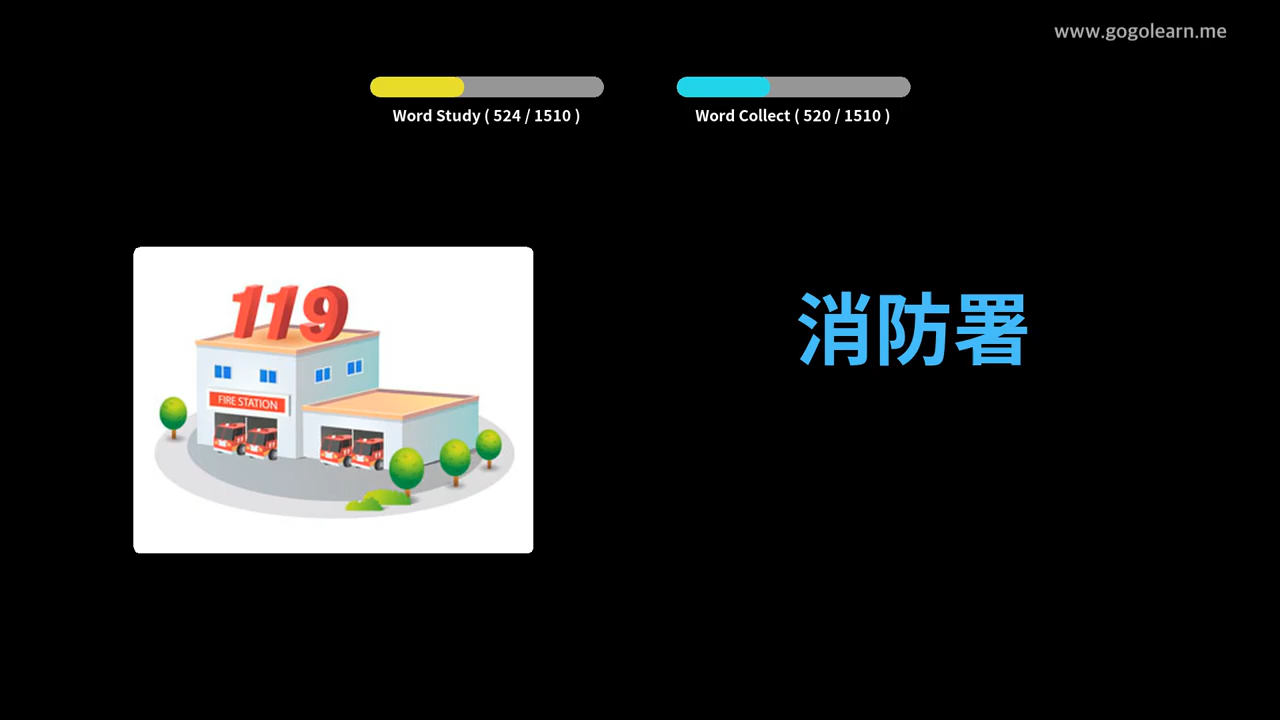 www.gogolearn.me
Word Study ( 524 / 1510 )
Word Collect ( 520 / 1510 )
119
FIRE STATION
消防署